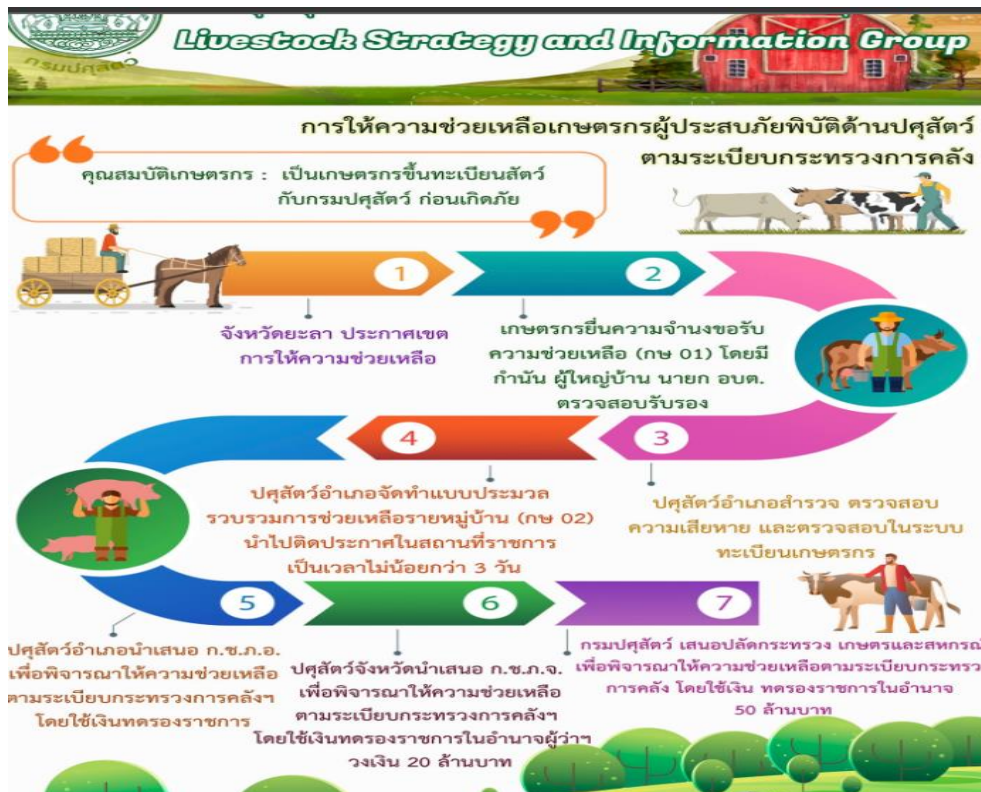 Livestock Strategy and Information Group
กรมปศุสัตว์
การให้ความช่วยเหลือเกษตรกรผู้ประสบภัยพิบัติด้านปศุสัตว์
ตามระเบียบกระทรวงการคลัง
คุณสมบัติเกษตรกร : เป็นเกษตรกรขึ้นทะเบียนสัตว์
กับกรมปศุสัตว์ ก่อนเกิดภัย
1
จังหวัดยะลา ประกาศเขต
การให้ความช่วยเหลือ
2
เกษตรกรยื่นความจำนงขอรับ
ความช่วยเหลือ (กษ 01) โดยมี
กำนัน ผู้ใหญ่บ้าน นายก อบต.
ตรวจสอบรับรอง
3
ปศุสัตว์อำเภอสำรวจ ตรวจสอบ
ความเสียหาย และตรวจสอบในระบบ
ทะเบียนเกษตรกร
4
ปศุสัตว์อำเภอจัดทำแบบประมวล
รวบรวมการช่วยเหลือรายหมู่บ้าน (กษ 02)
นำไปติดประกาศในสถานที่ราชการ
เป็นเวลาไม่น้อยกว่า 3 วัน
5
ปศุสัตว์อำเภอนำเสนอ ก.ช.ภ.อ.
เพื่อพิจารณาให้ความช่วยเหลือ
ตามระเบียบกระทรวงการคลังฯ
โดยใช้เงินทดรองราชการ
6
ปศุสัตว์จังหวัดนำเสนอ ก.ช.ภ.จ.
เพื่อพิจารณาให้ความช่วยเหลือ
ตามระเบียบกระทรวงการคลังฯ
โดยใช้เงินทดรองราชการในอำนาจผู้ว่าฯ
วงเงิน 20 ล้านบาท
7
กรมปศุสัตว์ เสนอปลัดกระทรวง เกษตรและสหกรณ์
เพื่อพิจารณาให้ความช่วยเหลือตามระเบียบกระทรว
การคลัง โดยใช้เงิน ทดรองราชการในอำนาจ
50 ล้านบาท